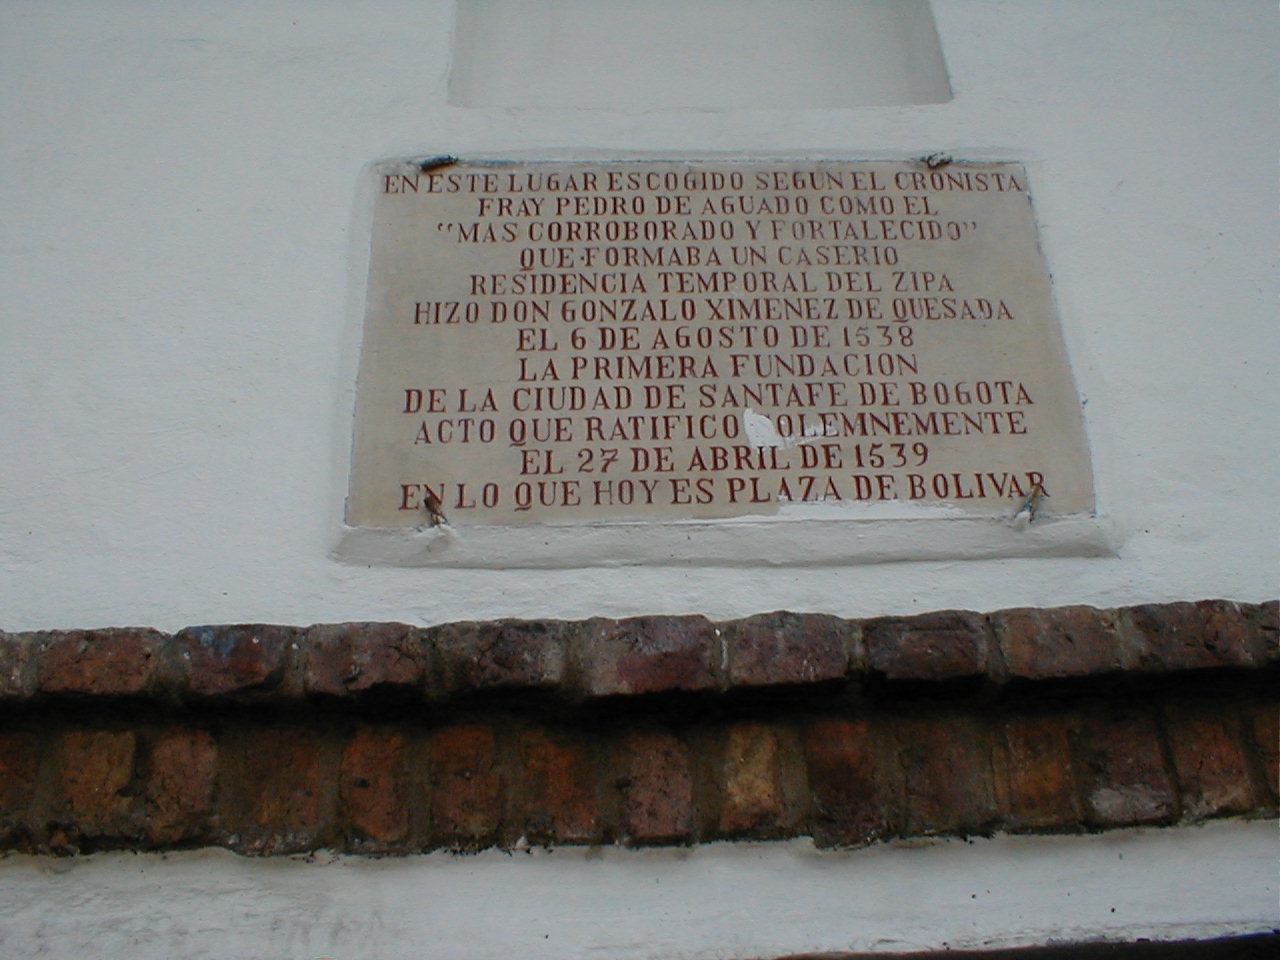 EN ESTE LUGAR ESCOGIDO SEGUN EL CRONISTA
FRAY PEDRO DE AGUADO COMO EL
"MAS CORROBORADO Y FORTALECIDO"
QUE FORMABA UN CASERIO
RESIDENCIA TEMPORAL DEL ZIPA
HIZO DON GONZALO XIMENEZ DE QUESADA
EL 6 DE AGOSTO DE 1538
LA PRIMERA FUNDACION
DE LA CIUDAD DE SANTAFE DE BOGOTA
ACTO QUE RATIFICO SOLEMNEMENTE
EL 27 DE ABRIL DE 1539
EN LO QUE HOY ES PLAZA DE BOLIVAR